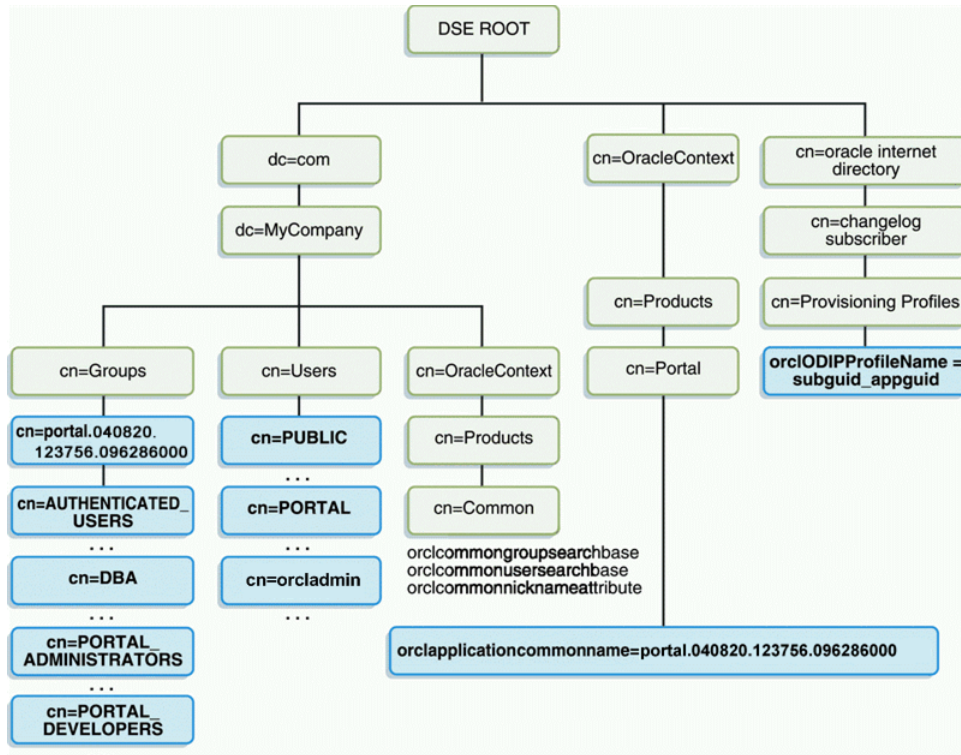 DSE ROOT
dc=com
cn=OracleContext
cn=oracle internet
directory
dc=MyCompany
cn=changelog
subscriber
cn=Products
cn=Provisioning Profiles
cn=Groups
cn=Users
cn=OracleContext
cn=Portal
orclODIPProfileName =
subguid_appguid
cn=portal.040820.
123756.096286000
cn=PUBLIC
cn=Products
...
cn=AUTHENTICATED_
USERS
cn=PORTAL
cn=Common
...
...
orclcommongroupsearchbase
orclcommonusersearchbase
orclcommonnicknameattribute
cn=DBA
cn=orcladmin
...
...
cn=PORTAL_
ADMINISTRATORS
orclapplicationcommonname=portal.040820.123756.096286000
...
cn=PORTAL_
DEVELOPERS